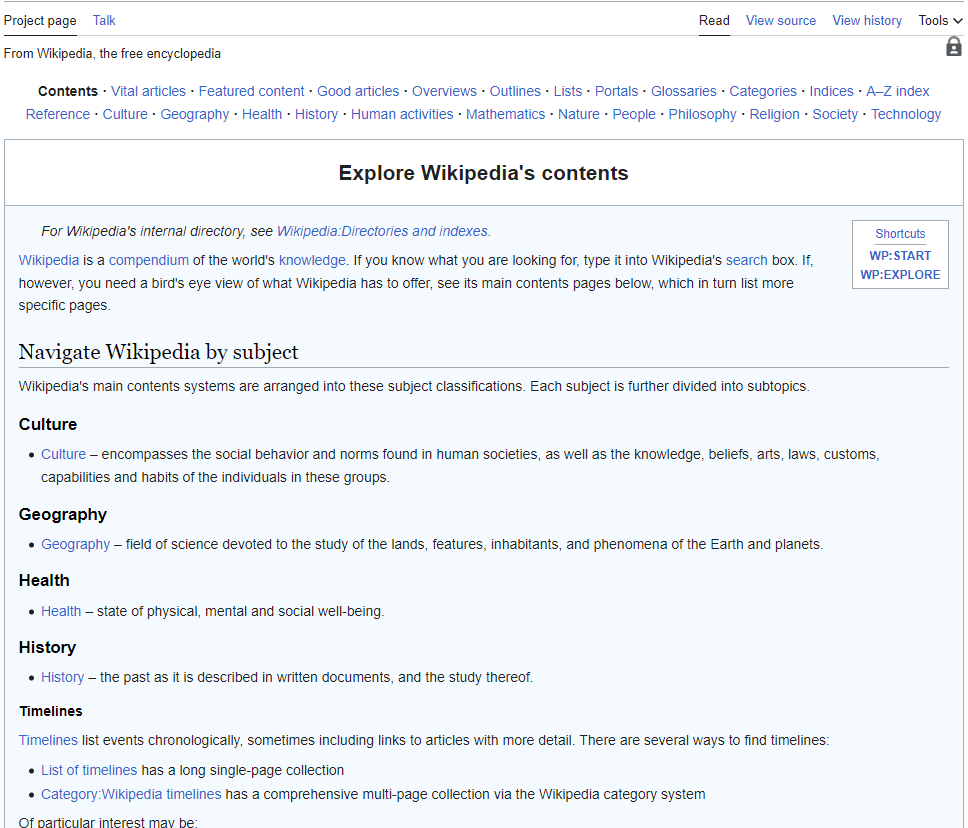 Project page Talk Read View source View history Tools
From Wikipedia, the free encyclopedia
Contents · Vital articles · Featured content · Good articles · Overviews · Outlines · Lists · Portals · Glossaries · Categories · Indices · A–Z index
Reference · Culture · Geography · Health · History · Human activities · Mathematics · Nature · People · Philosophy · Religion · Society · Technology
Explore Wikipedia's contents
For Wikipedia's internal directory, see Wikipedia:Directories and indexes.
Shortcuts
WP:START
WP:EXPLORE
Wikipedia is a compendium of the world's knowledge. If you know what you are looking for, type it into Wikipedia's search box. If,
however, you need a bird's eye view of what Wikipedia has to offer, see its main contents pages below, which in turn list more
specific pages.
Navigate Wikipedia by subject
Wikipedia's main contents systems are arranged into these subject classifications. Each subject is further divided into subtopics.
Culture
• Culture – encompasses the social behavior and norms found in human societies, as well as the knowledge, beliefs, arts, laws, customs,
capabilities and habits of the individuals in these groups.
Geography
• Geography – field of science devoted to the study of the lands, features, inhabitants, and phenomena of the Earth and planets.
Health
• Health – state of physical, mental and social well-being.
History
• History – the past as it is described in written documents, and the study thereof.
Timelines
Timelines list events chronologically, sometimes including links to articles with more detail. There are several ways to find timelines:
• List of timelines has a long single-page collection
• Category:Wikipedia timelines has a comprehensive multi-page collection via the Wikipedia category system
Of particular interest may be: